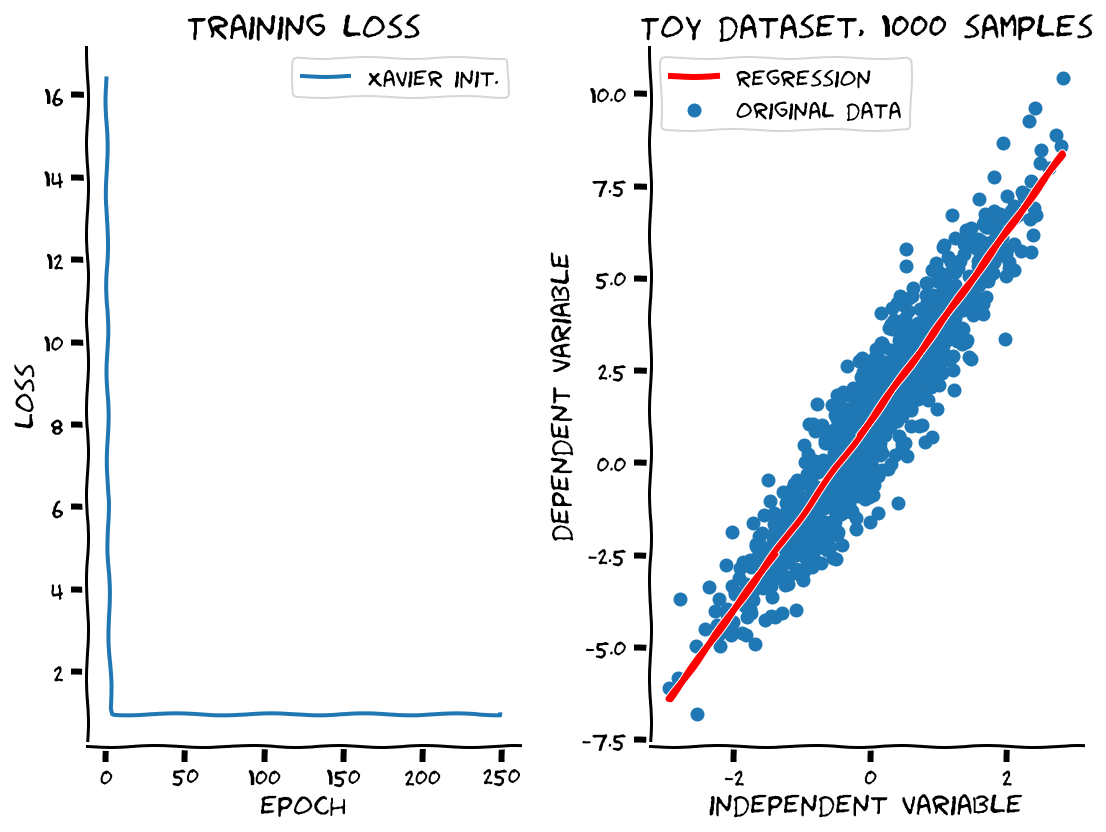 TRAINING LOSS
XAVIER INIT.
16
14
12
10
8
6
4
2
LOSS
0 50 100 150 200 250
EPOCH
TOY DATASET, 1000 SAMPLES
REGRESSION
ORIGINAL DATA
10.0
7.5
5.0
2.5
0.0
-2.5
-5.0
-7.5
DEPENDENT VARIABLE
-2 0 2
INDEPENDENT VARIABLE